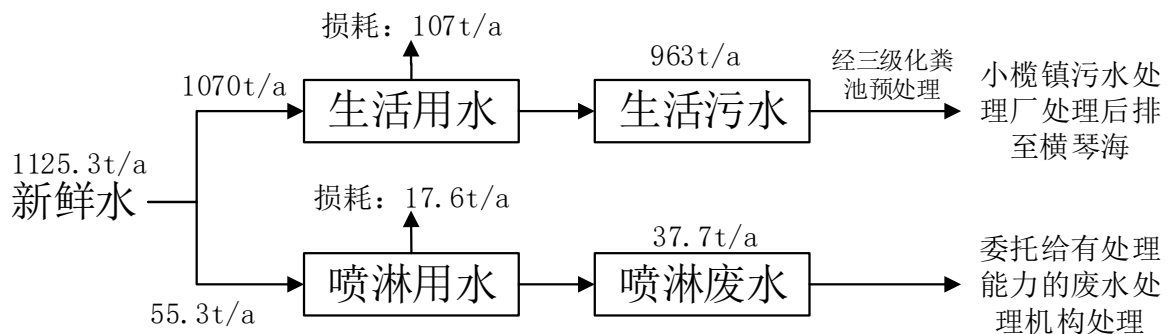 损耗：107t/a
1070t/a
生活用水
963t/a
生活污水
经三级化粪
池预处理
小榄镇污水处
理厂处理后排
至横琴海
1125.3t/a
新鲜水
损耗：17.6t/a
55.3t/a
喷淋用水
37.7t/a
喷淋废水
委托给有处理
能力的废水处
理机构处理